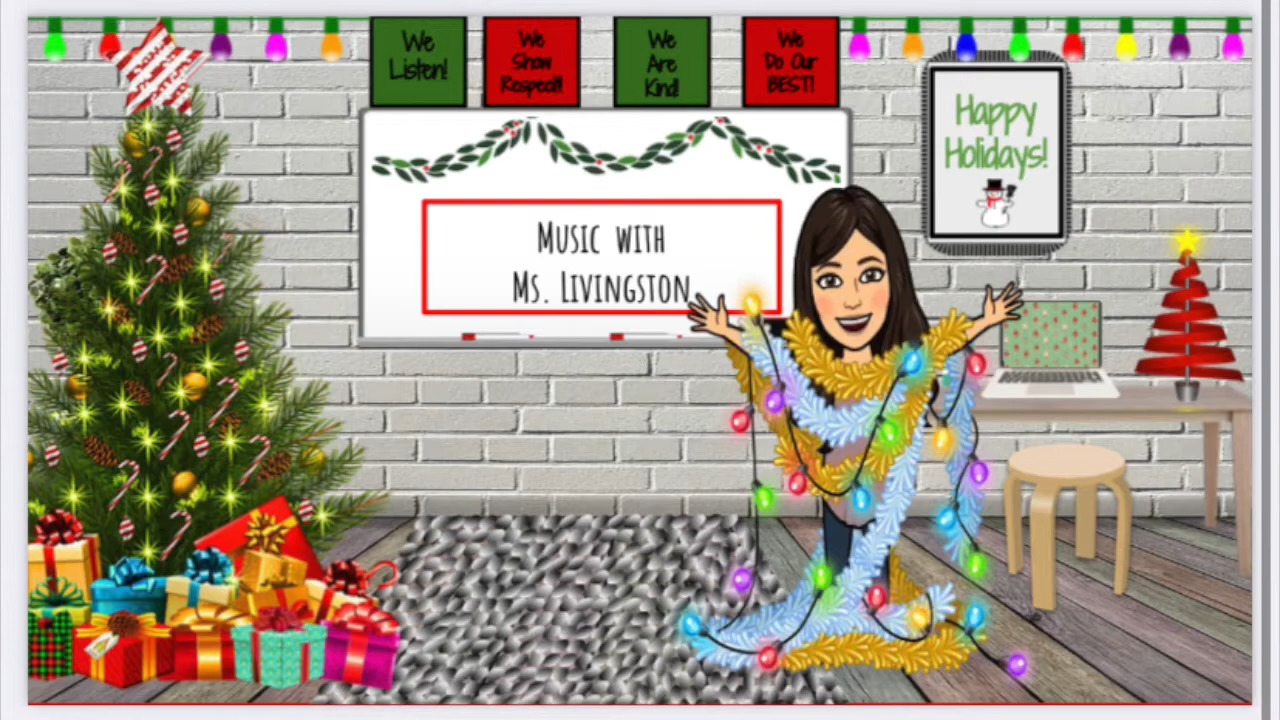 We
Listen!
We
Show
Respect!
We
Are
Kind!
We
Do Our
BEST!
Happy
Holidays!
Music with
Ms. Livingston